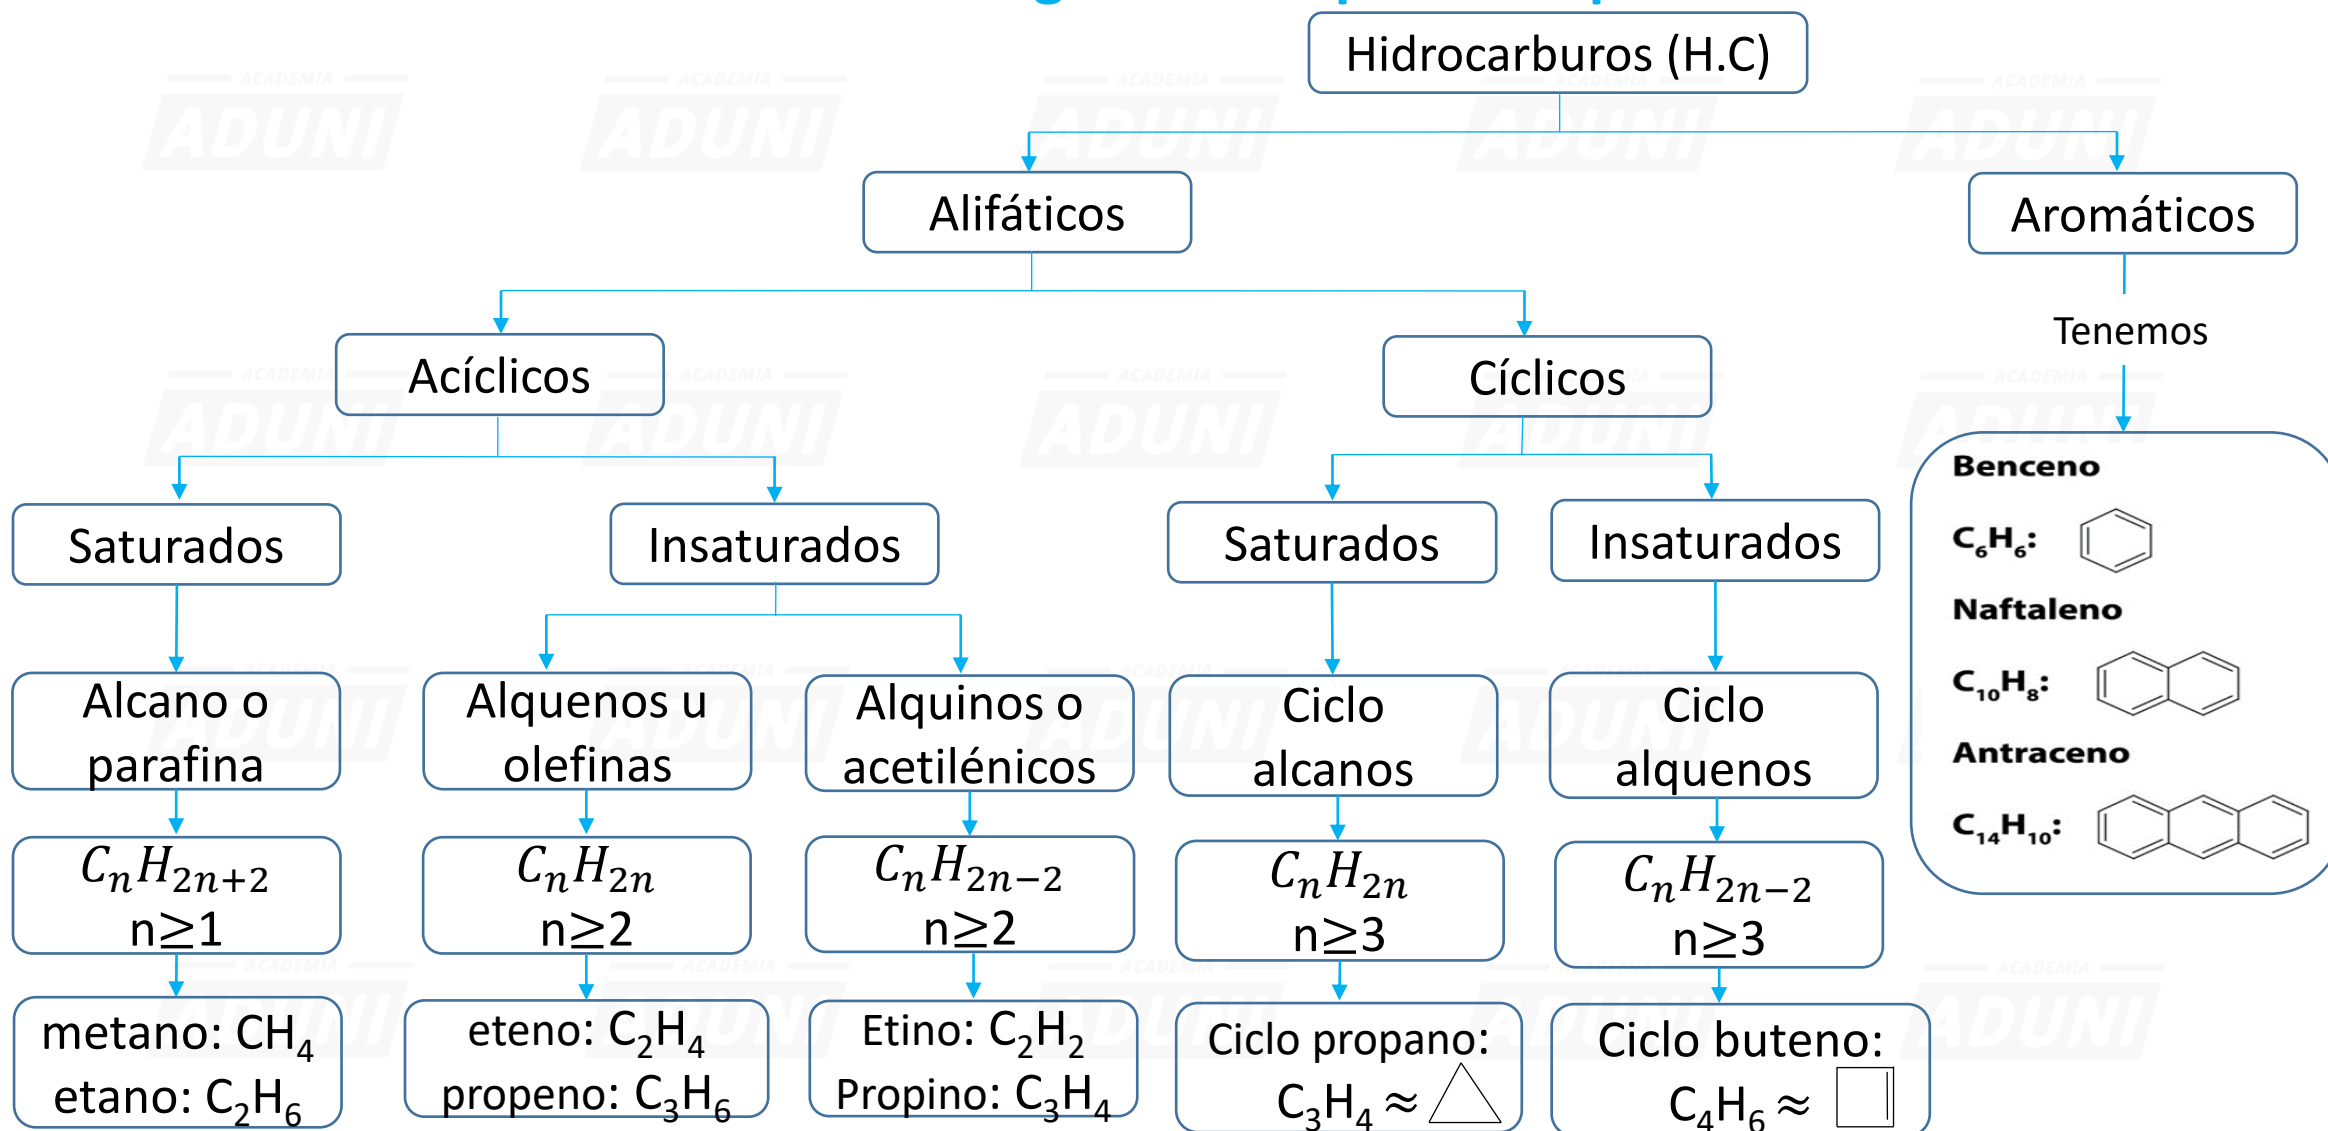 Hidrocarburos (H.C)
Alifáticos
Aromáticos
Tenemos
Acíclicos
Cíclicos
Saturados
Insaturados
Saturados
Insaturados
Alcano o
parafina
Alquenos u
olefinas
Alquinos o
acetilénicos
Ciclo
alcanos
Ciclo
alquenos
CₙH₂ₙ₊₂
n≥1
CₙH₂ₙ
n≥2
CₙH₂ₙ₋₂
n≥2
CₙH₂ₙ
n≥3
CₙH₂ₙ₋₂
n≥3
metano: CH₄
etano: C₂H₆
eteno: C₂H₄
propeno: C₃H₆
Etino: C₂H₂
Propino: C₃H₄
Ciclo propano:
C₃H₄ ≈
Ciclo buteno:
C₄H₆ ≈
Benceno
C₆H₆:
Naftaleno
C₁₀H₈:
Antraceno
C₁₄H₁₀:
ACADEMIA
ADUNI